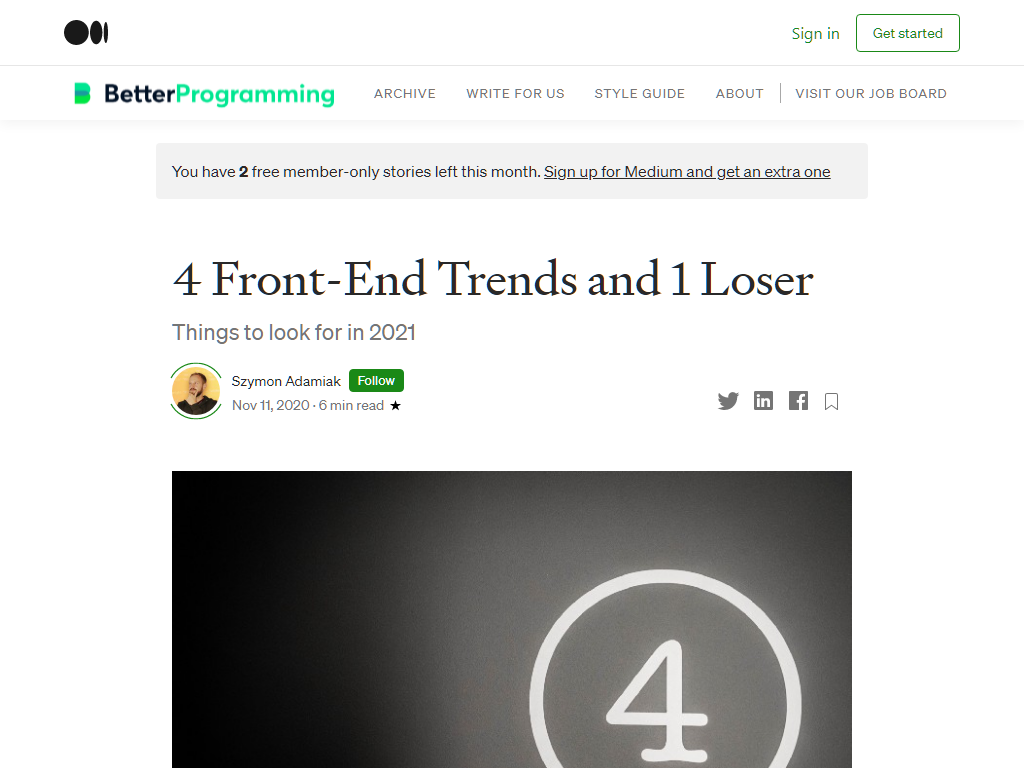 Sign in
Get started
BetterProgramming
ARCHIVE
WRITE FOR US
STYLE GUIDE
ABOUT
VISIT OUR JOB BOARD
You have 2 free member-only stories left this month. Sign up for Medium and get an extra one
4 Front-End Trends and 1 Loser
Things to look for in 2021
Szymon Adamiak
Follow
Nov 11, 2020 · 6 min read ★
4